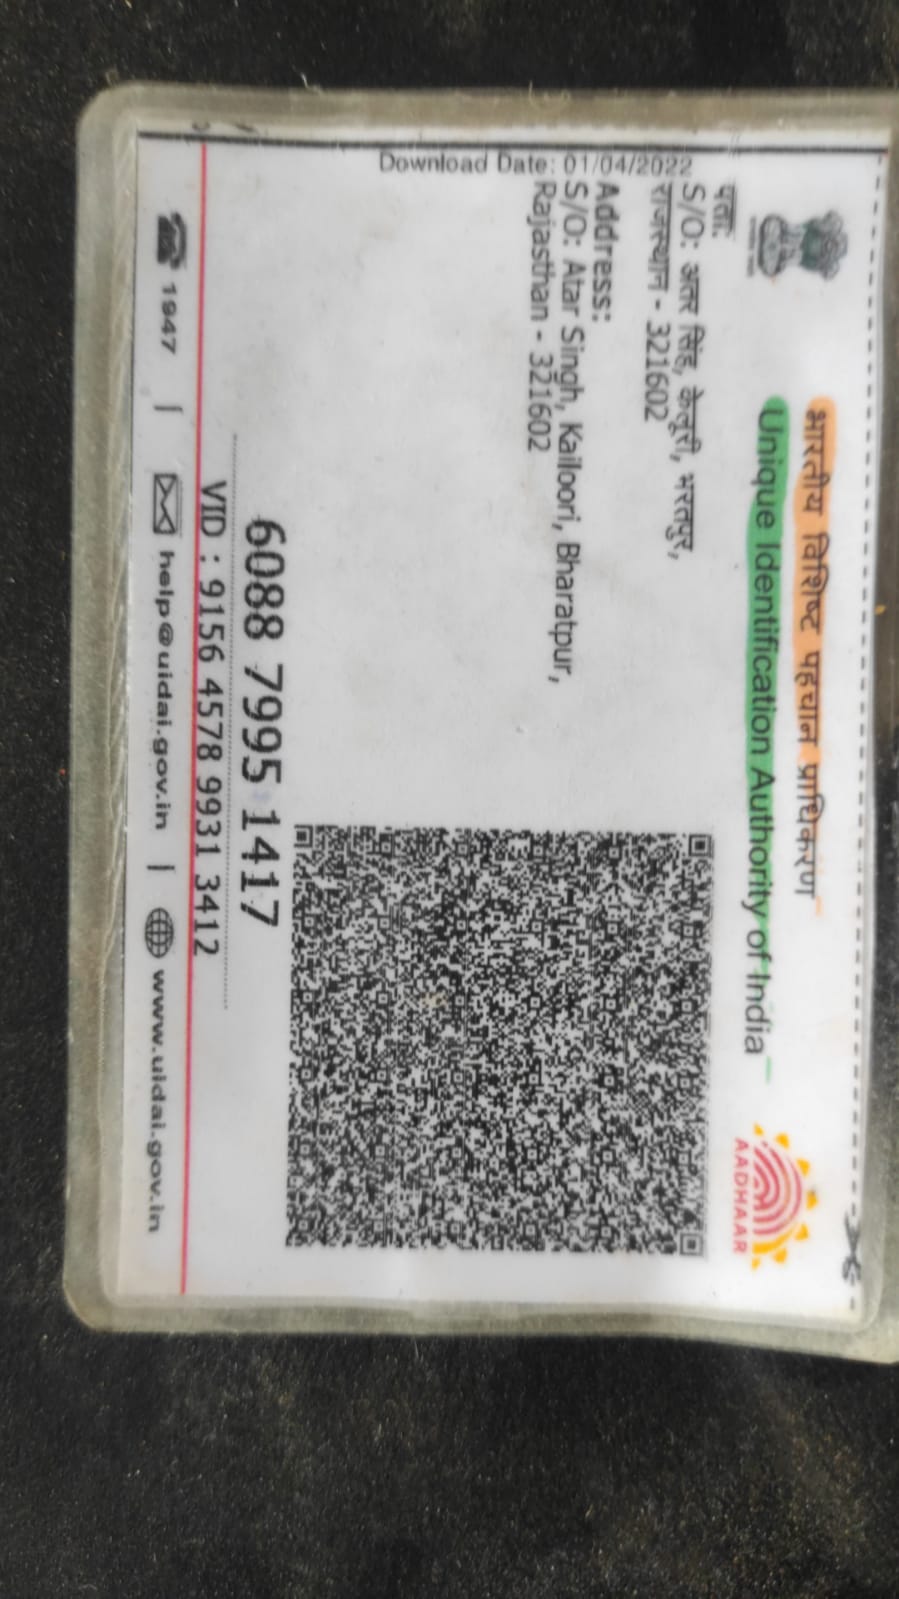 भारतीय विशिष्ट पहचान प्राधिकरण
Unique Identification Authority of India
AADHAAR
Download Date: 01/04/2022
पता:
S/O: अतर सिंह, केलूरी, भरतपुर,
राजस्थान - 321602
Address:
S/O: Atar Singh, Kailoori, Bharatpur,
Rajasthan - 321602
6088 7995 1417
VID : 9156 4578 9931 3412
1947 | help@uidai.gov.in | www.uidai.gov.in